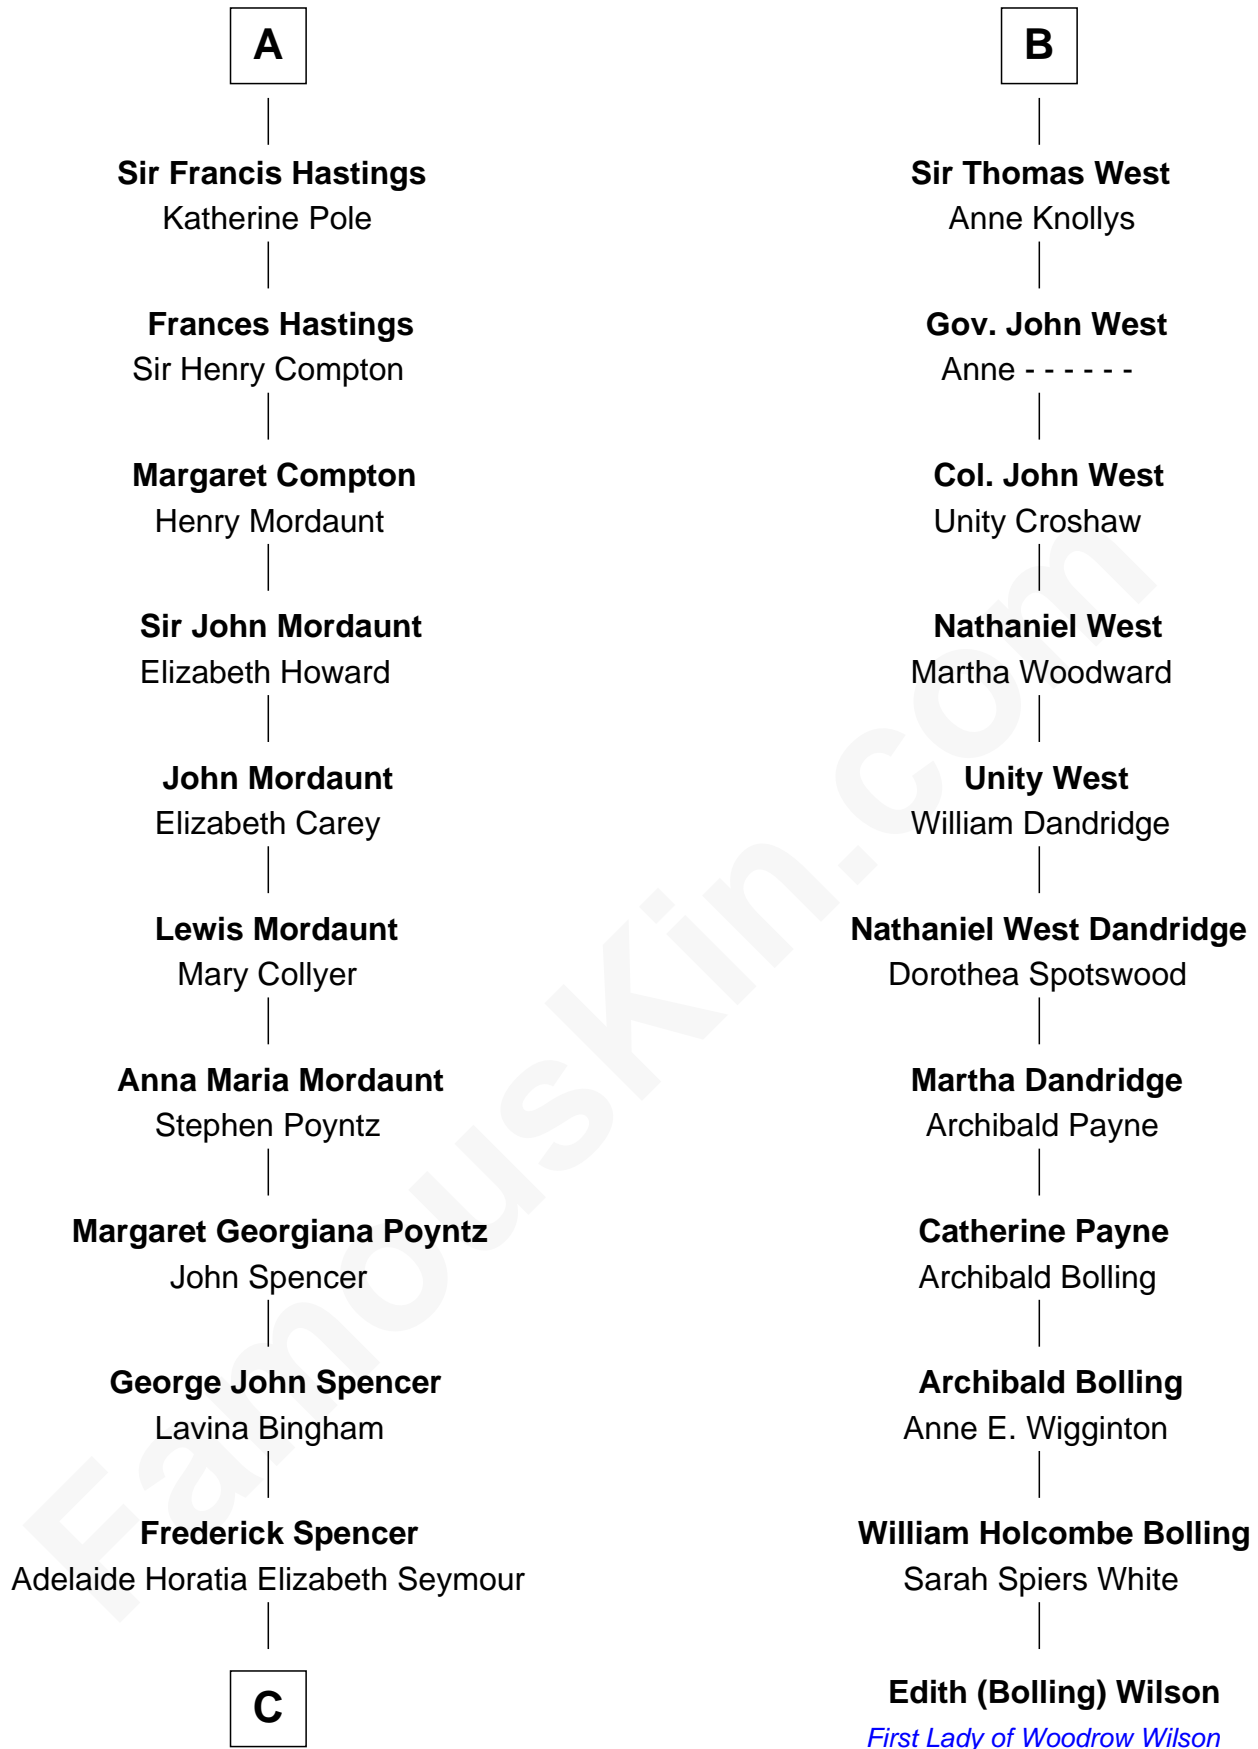 A
Sir Francis Hastings
Katherine Pole
Frances Hastings
Sir Henry Compton
Margaret Compton
Henry Mordaunt
Sir John Mordaunt
Elizabeth Howard
John Mordaunt
Elizabeth Carey
Lewis Mordaunt
Mary Collyer
Anna Maria Mordaunt
Stephen Poyntz
Margaret Georgiana Poyntz
John Spencer
George John Spencer
Lavina Bingham
Frederick Spencer
Adelaide Horatia Elizabeth Seymour
C
B
Sir Thomas West
Anne Knollys
Gov. John West
Anne - - - - - -
Col. John West
Unity Croshaw
Nathaniel West
Martha Woodward
Unity West
William Dandridge
Nathaniel West Dandridge
Dorothea Spotswood
Martha Dandridge
Archibald Payne
Catherine Payne
Archibald Bolling
Archibald Bolling
Anne E. Wigginton
William Holcombe Bolling
Sarah Spiers White
Edith (Bolling) Wilson
First Lady of Woodrow Wilson
FamousKin.com